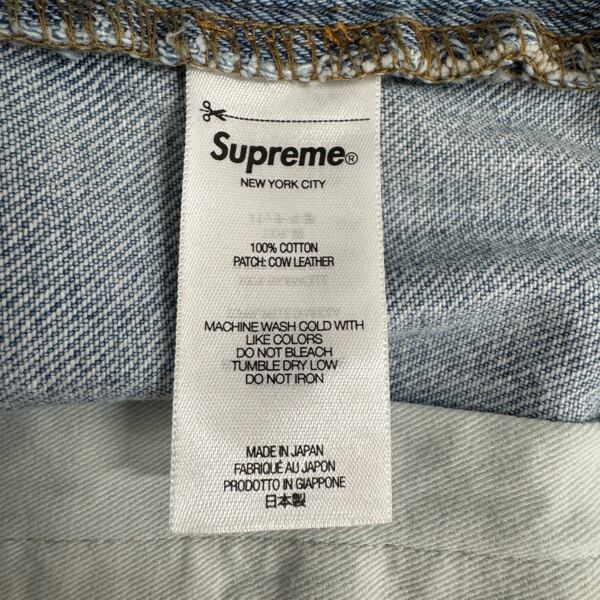 Supreme®
NEW YORK CITY
100% COTTON
PATCH: COW LEATHER
MACHINE WASH COLD WITH
LIKE COLORS
DO NOT BLEACH
TUMBLE DRY LOW
DO NOT IRON
MADE IN JAPAN
FABRIQUÉ AU JAPON
PRODOTTO IN GIAPPONE
日本製